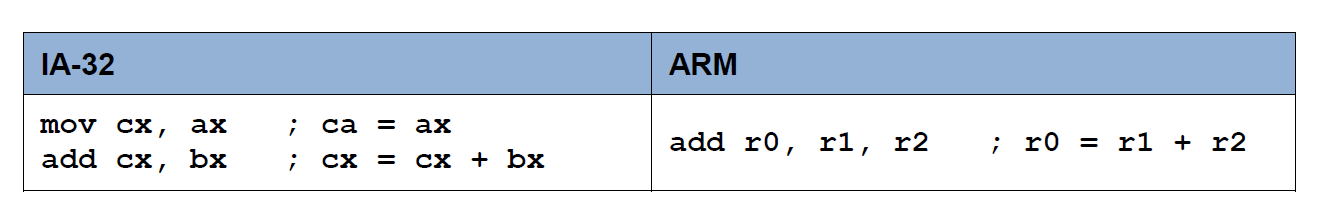 IA-32
ARM
mov cx, ax ; ca = ax
add cx, bx ; cx = cx + bx
add r0, r1, r2 ; r0 = r1 + r2